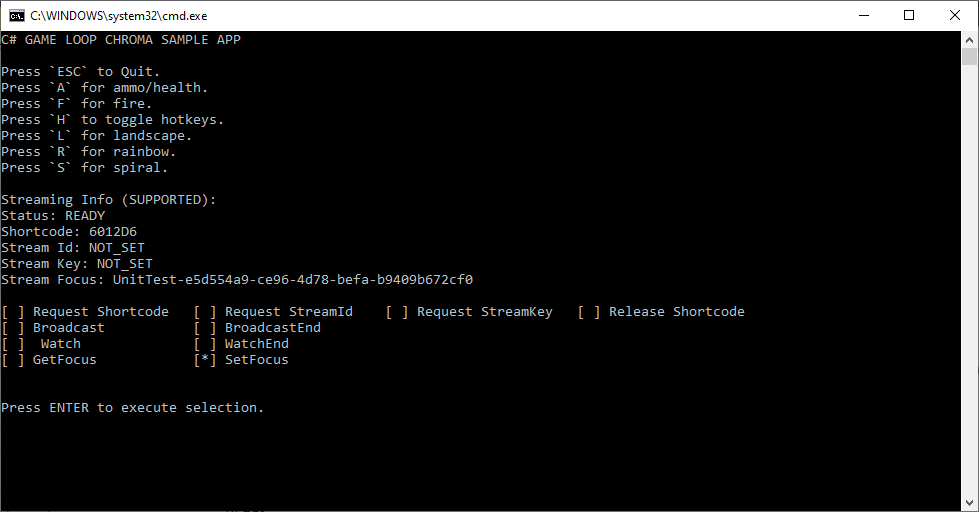 C:\WINDOWS\system32\cmd.exe
C# GAME LOOP CHROMA SAMPLE APP
Press `ESC` to Quit.
Press `A` for ammo/health.
Press `F` for fire.
Press `H` to toggle hotkeys.
Press `L` for landscape.
Press `R` for rainbow.
Press `S` for spiral.
Streaming Info (SUPPORTED):
Status: READY
Shortcode: 6012D6
Stream Id: NOT_SET
Stream Key: NOT_SET
Stream Focus: UnitTest-e5d554a9-ce96-4d78-befa-b9409b672cf0
[ ] Request Shortcode   [ ] Request StreamId    [ ] Request StreamKey   [ ] Release Shortcode
[ ] Broadcast           [ ] BroadcastEnd
[ ]  Watch              [ ] WatchEnd
[ ] GetFocus            [*] SetFocus
Press ENTER to execute selection.